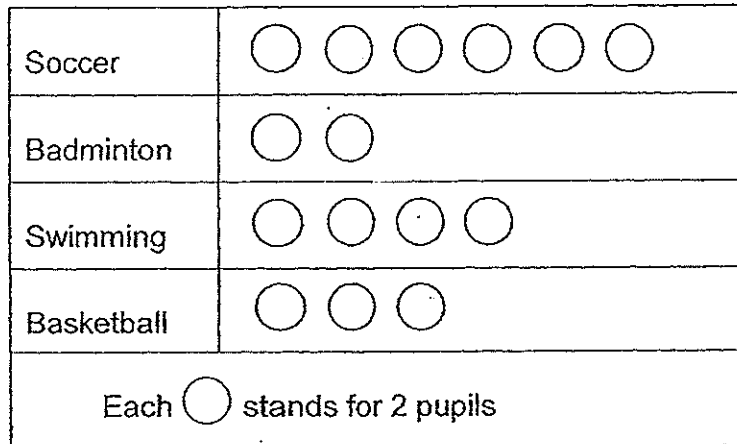 Soccer
Badminton
Swimming
Basketball
Each stands for 2 pupils